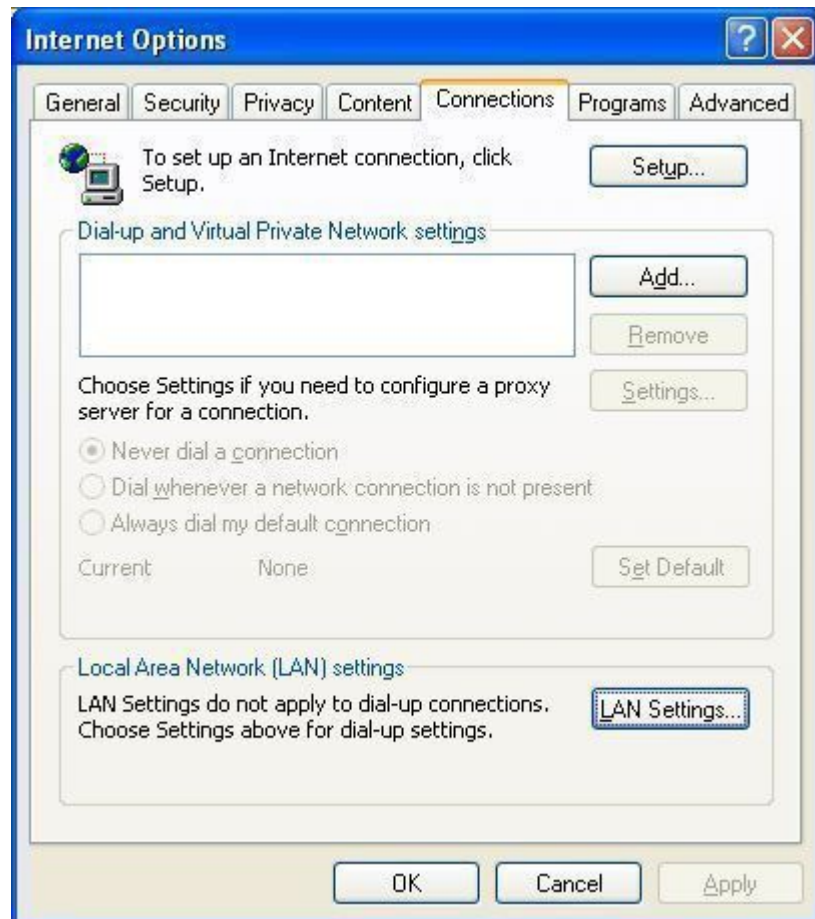 Internet Options
?
General Security Privacy Content Connections Programs Advanced
To set up an Internet connection, click
Setup.
Setup...
Dial-up and Virtual Private Network settings
Add...
Remove
Choose Settings if you need to configure a proxy
server for a connection.
Settings...
Never dial a connection
Dial whenever a network connection is not present
Always dial my default connection
Current None
Set Default
Local Area Network (LAN) settings
LAN Settings do not apply to dial-up connections.
Choose Settings above for dial-up settings.
LAN Settings...
OK Cancel Apply